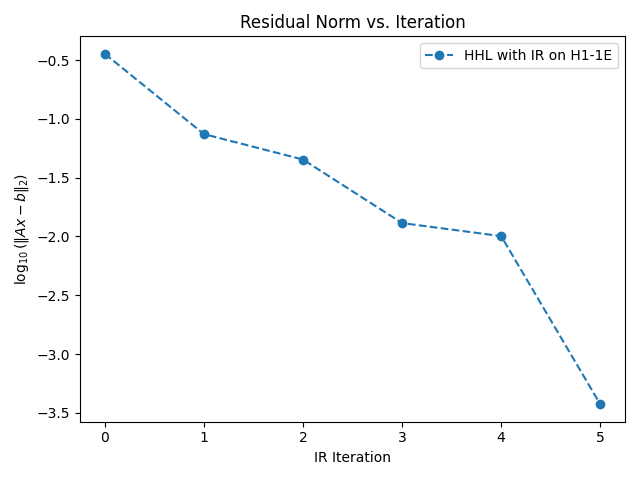 Residual Norm vs. Iteration
HHL with IR on H1-1E
−0.5
−1.0
−1.5
−2.0
−2.5
−3.0
−3.5
log₁₀(‖Ax − b‖₂)
0 1 2 3 4 5
IR Iteration